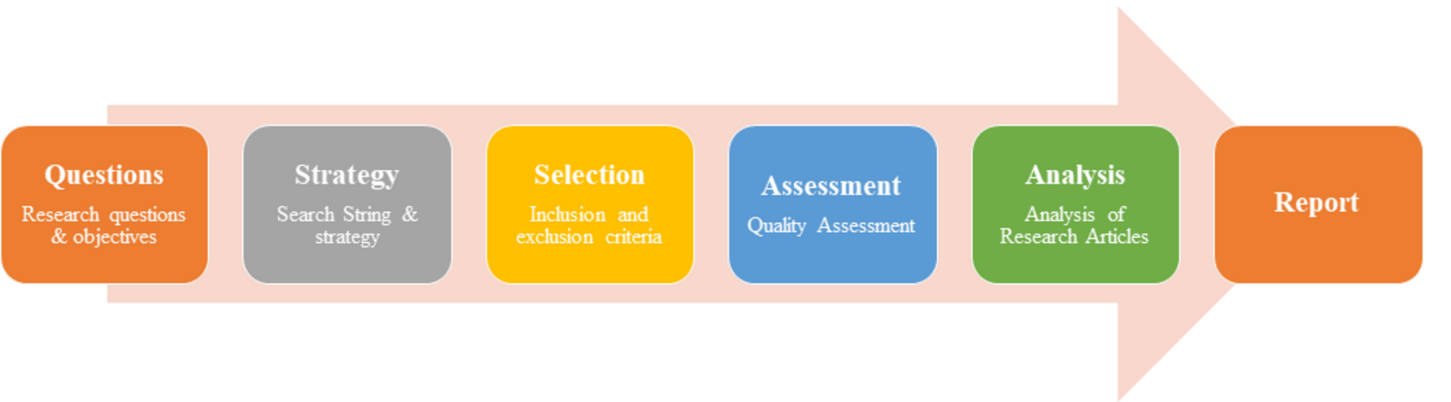 Questions
Research questions
& objectives
Strategy
Search String &
strategy
Selection
Inclusion and
exclusion criteria
Assessment
Quality Assessment
Analysis
Analysis of
Research Articles
Report